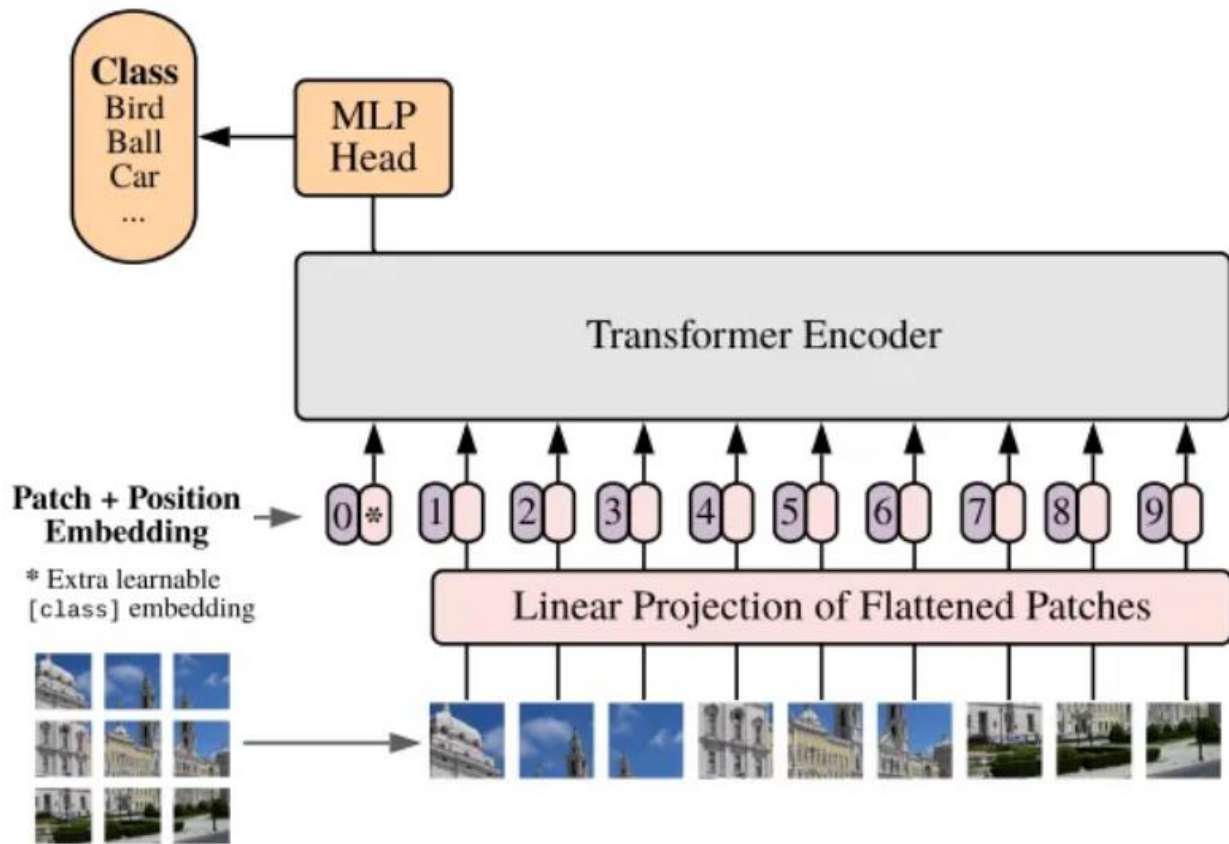 Class
Bird
Ball
Car
...
MLP
Head
Transformer Encoder
Patch + Position
Embedding
0 * 1 2 3 4 5 6 7 8 9
* Extra learnable
[class] embedding
Linear Projection of Flattened Patches